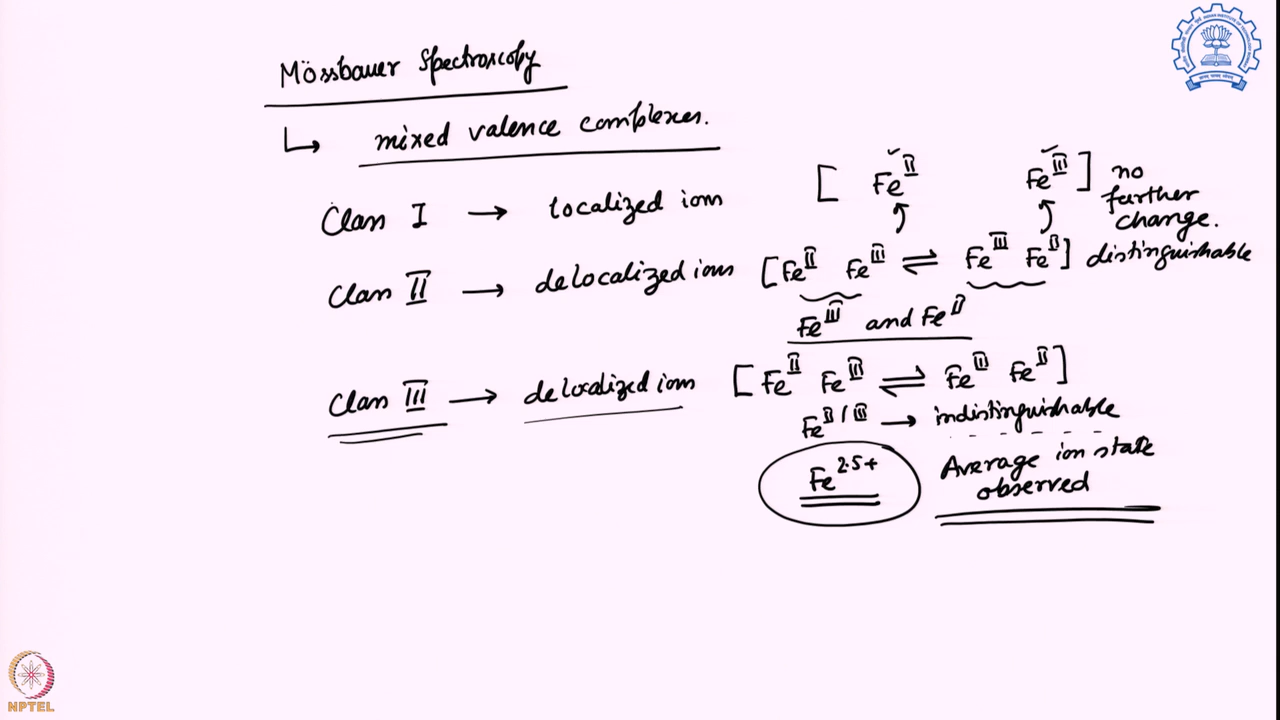 Mössbauer Spectroscopy
↳ mixed valence complexes.
Class I → localized ion [ Fe^II Fe^III ] no further change.
Class II → delocalized ions [Fe^II Fe^III ⇌ Fe^III Fe^II] distinguishable
Fe^III and Fe^II
Class III → delocalized ion [Fe^II Fe^III ⇌ Fe^III Fe^II]
Fe^II/III → indistinguishable
Fe^2.5+ Average ion state observed
NPTEL